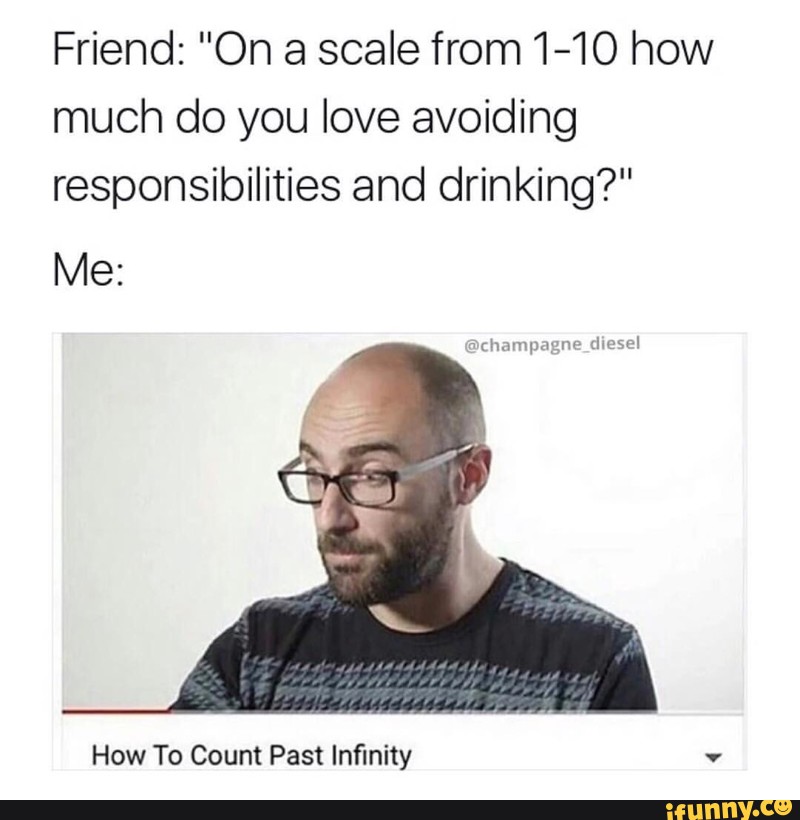 Friend: "On a scale from 1-10 how
much do you love avoiding
responsibilities and drinking?"
Me:
@champagne_diesel
How To Count Past Infinity
ifunny.co